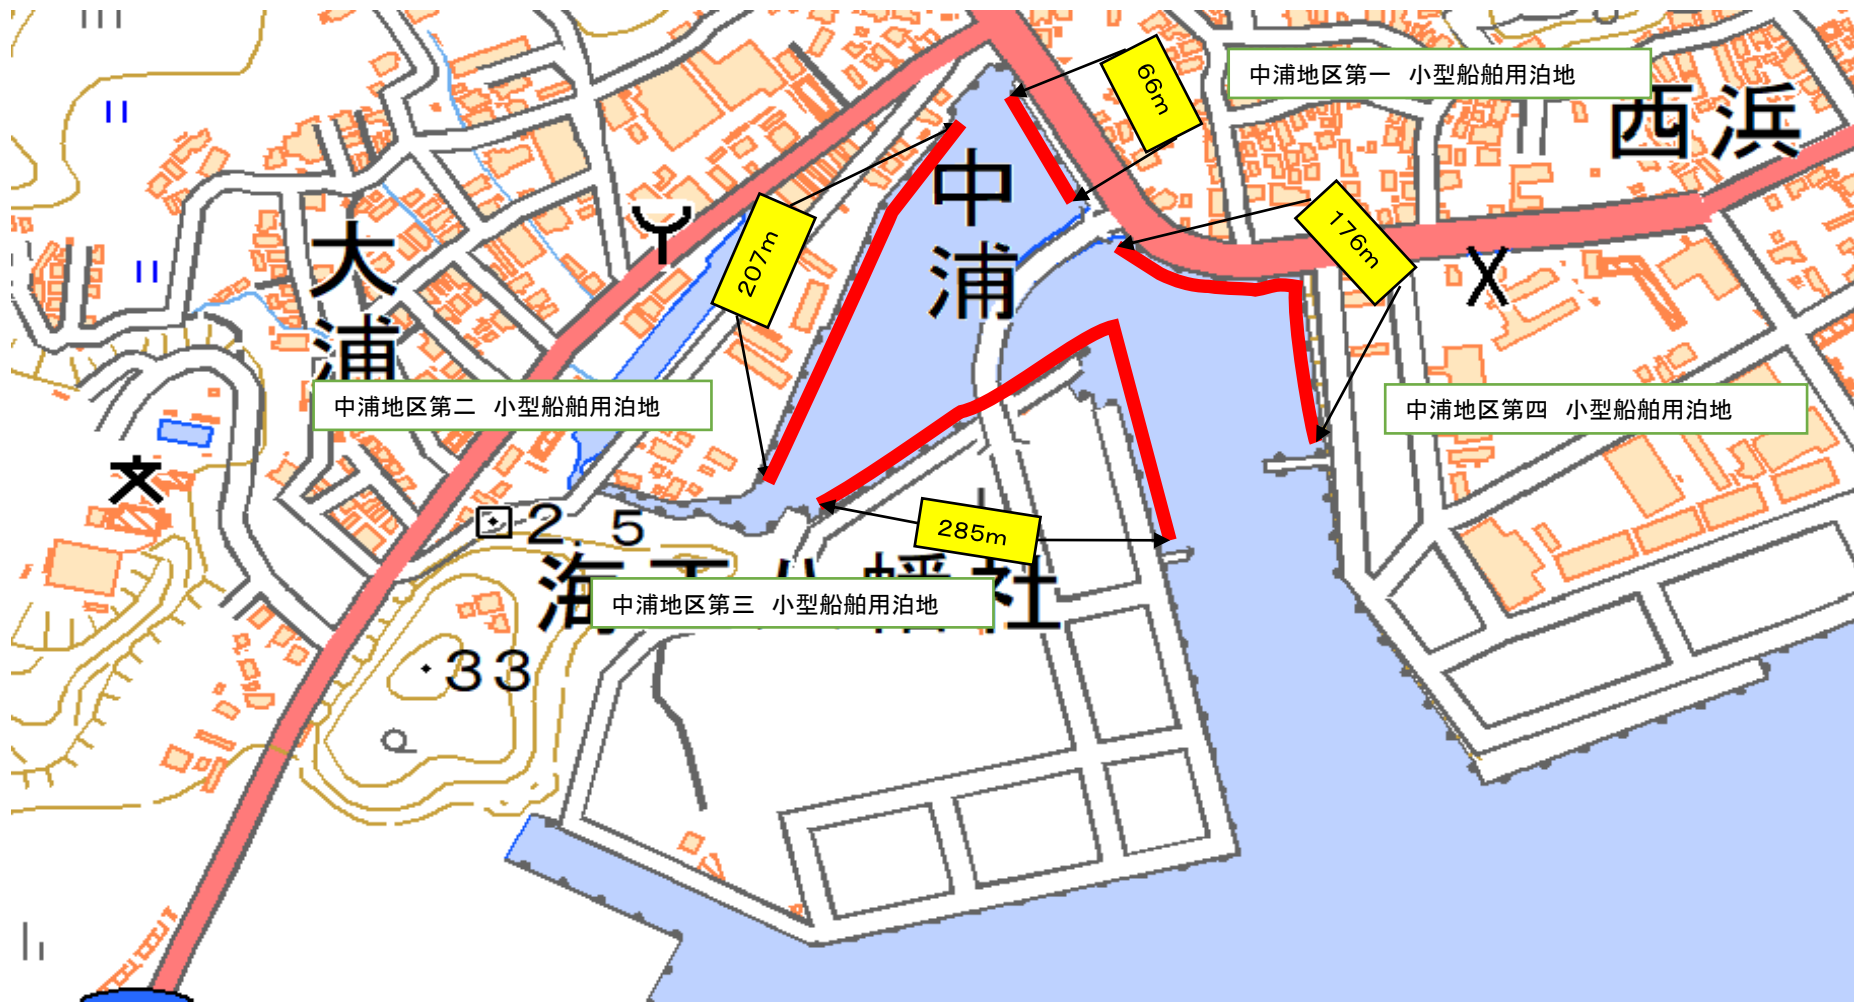 中浦地区第一　小型船舶用泊地
66m
西浜
中
浦
176m
207m
大
浦
中浦地区第二　小型船舶用泊地
中浦地区第四　小型船舶用泊地
2.5
285m
中浦地区第三　小型船舶用泊地
社
33